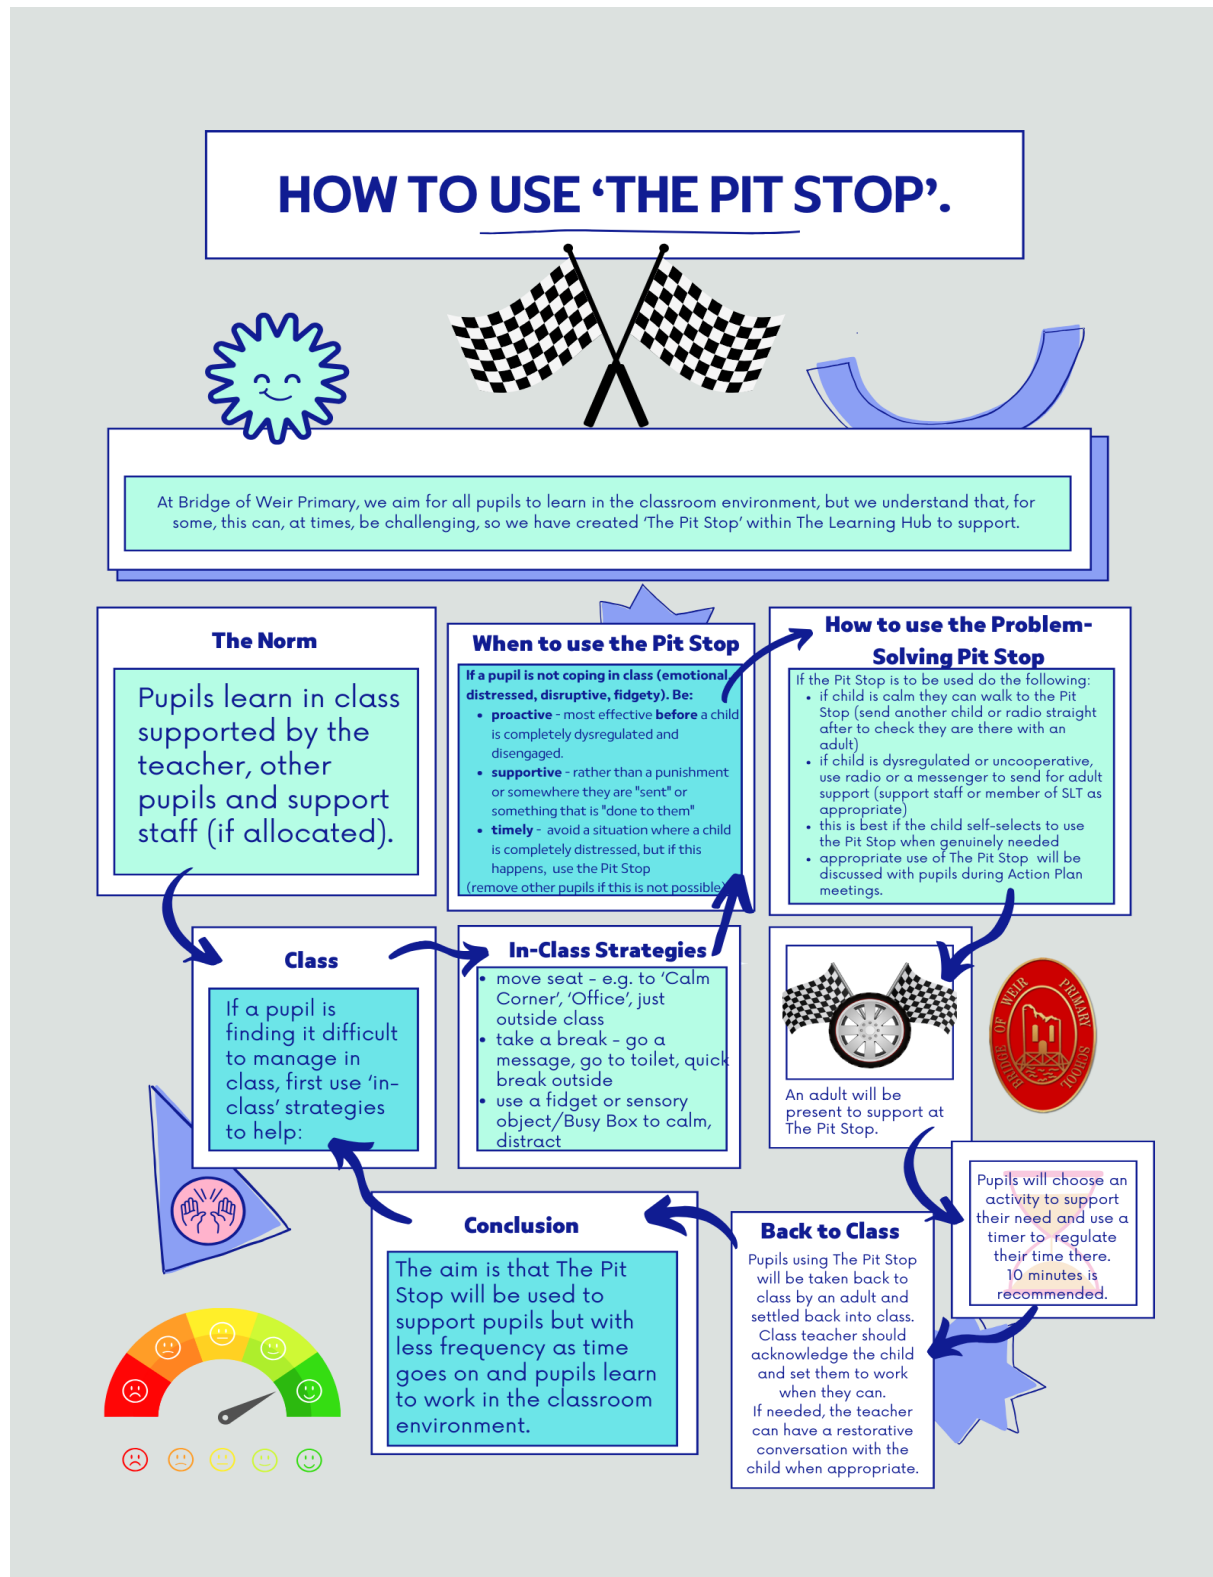 HOW TO USE ‘THE PIT STOP’.
At Bridge of Weir Primary, we aim for all pupils to learn in the classroom environment, but we understand that, for
some, this can, at times, be challenging, so we have created ‘The Pit Stop’ within The Learning Hub to support.
The Norm
Pupils learn in class
supported by the
teacher, other
pupils and support
staff (if allocated).
When to use the Pit Stop
If a pupil is not coping in class (emotional,
distressed, disruptive, fidgety). Be:
• proactive - most effective before a child
is completely dysregulated and
disengaged.
• supportive - rather than a punishment
or somewhere they are "sent" or
something that is "done to them"
• timely - avoid a situation where a child
is completely distressed, but if this
happens, use the Pit Stop
(remove other pupils if this is not possible)
How to use the Problem-
Solving Pit Stop
If the Pit Stop is to be used do the following:
• if child is calm they can walk to the Pit
Stop (send another child or radio straight
after to check they are there with an
adult)
• if child is dysregulated or uncooperative,
use radio or a messenger to send for adult
support (support staff or member of SLT as
appropriate)
• this is best if the child self-selects to use
the Pit Stop when genuinely needed
• appropriate use of The Pit Stop will be
discussed with pupils during Action Plan
meetings.
Class
If a pupil is
finding it difficult
to manage in
class, first use ‘in-
class’ strategies
to help:
In-Class Strategies
• move seat - e.g. to ‘Calm
Corner’, ‘Office’, just
outside class
• take a break - go a
message, go to toilet, quick
break outside
• use a fidget or sensory
object/Busy Box to calm,
distract
An adult will be
present to support at
The Pit Stop.
BRIDGE OF WEIR PRIMARY SCHOOL
Pupils will choose an
activity to support
their need and use a
timer to regulate
their time there.
10 minutes is
recommended.
Back to Class
Pupils using The Pit Stop
will be taken back to
class by an adult and
settled back into class.
Class teacher should
acknowledge the child
and set them to work
when they can.
If needed, the teacher
can have a restorative
conversation with the
child when appropriate.
Conclusion
The aim is that The Pit
Stop will be used to
support pupils but with
less frequency as time
goes on and pupils learn
to work in the classroom
environment.